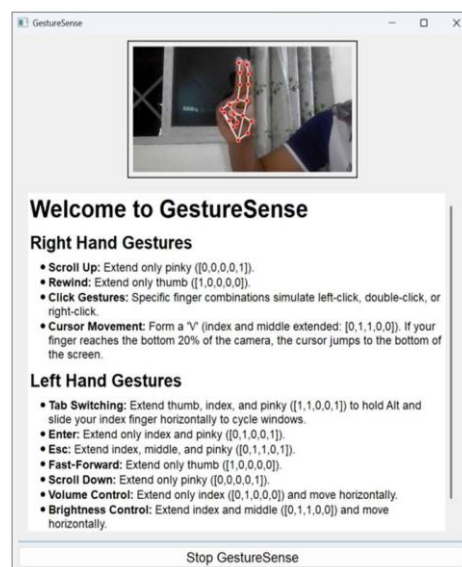 GestureSense
Welcome to GestureSense
Right Hand Gestures
• Scroll Up: Extend only pinky ([0,0,0,0,1]).
• Rewind: Extend only thumb ([1,0,0,0,0]).
• Click Gestures: Specific finger combinations simulate left-click, double-click, or
right-click.
• Cursor Movement: Form a 'V' (index and middle extended: [0,1,1,0,0]). If your
finger reaches the bottom 20% of the camera, the cursor jumps to the bottom of
the screen.
Left Hand Gestures
• Tab Switching: Extend thumb, index, and pinky ([1,1,0,0,1]) to hold Alt and
slide your index finger horizontally to cycle windows.
• Enter: Extend only index and pinky ([0,1,0,0,1]).
• Esc: Extend index, middle, and pinky ([0,1,1,0,1]).
• Fast-Forward: Extend only thumb ([1,0,0,0,0]).
• Scroll Down: Extend only pinky ([0,0,0,0,1]).
• Volume Control: Extend only index ([0,1,0,0,0]) and move horizontally.
• Brightness Control: Extend index and middle ([0,1,1,0,0]) and move
horizontally.
Stop GestureSense